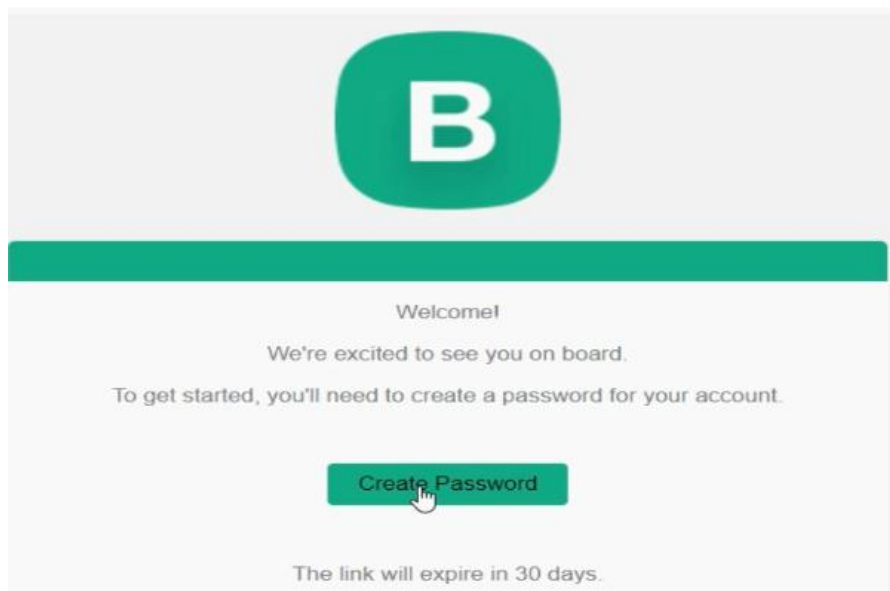 B
Welcome!
We're excited to see you on board.
To get started, you'll need to create a password for your account.
Create Password
The link will expire in 30 days.